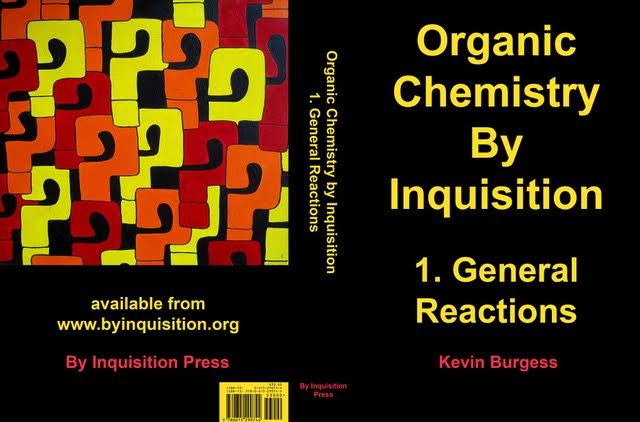 Organic
Chemistry
By
Inquisition
1. General
Reactions
Kevin Burgess
Organic Chemistry by Inquisition
1. General Reactions
By Inquisition
Press
available from
www.byinquisition.org
By Inquisition Press